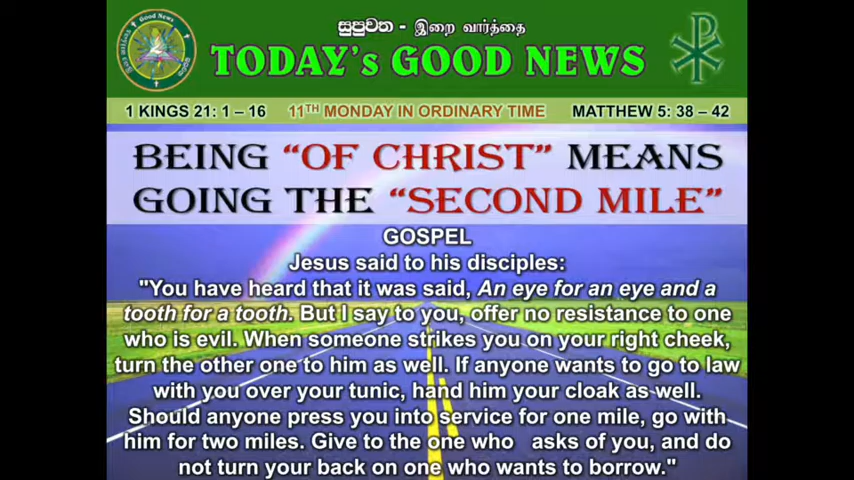 සුපුවත - இறை வார்த்தை
TODAY's GOOD NEWS
Good News
1 KINGS 21: 1 – 16 11TH MONDAY IN ORDINARY TIME MATTHEW 5: 38 – 42
BEING “OF CHRIST” MEANS
GOING THE “SECOND MILE”
GOSPEL
Jesus said to his disciples:
"You have heard that it was said, An eye for an eye and a
tooth for a tooth. But I say to you, offer no resistance to one
who is evil. When someone strikes you on your right cheek,
turn the other one to him as well. If anyone wants to go to law
with you over your tunic, hand him your cloak as well.
Should anyone press you into service for one mile, go with
him for two miles. Give to the one who asks of you, and do
not turn your back on one who wants to borrow."